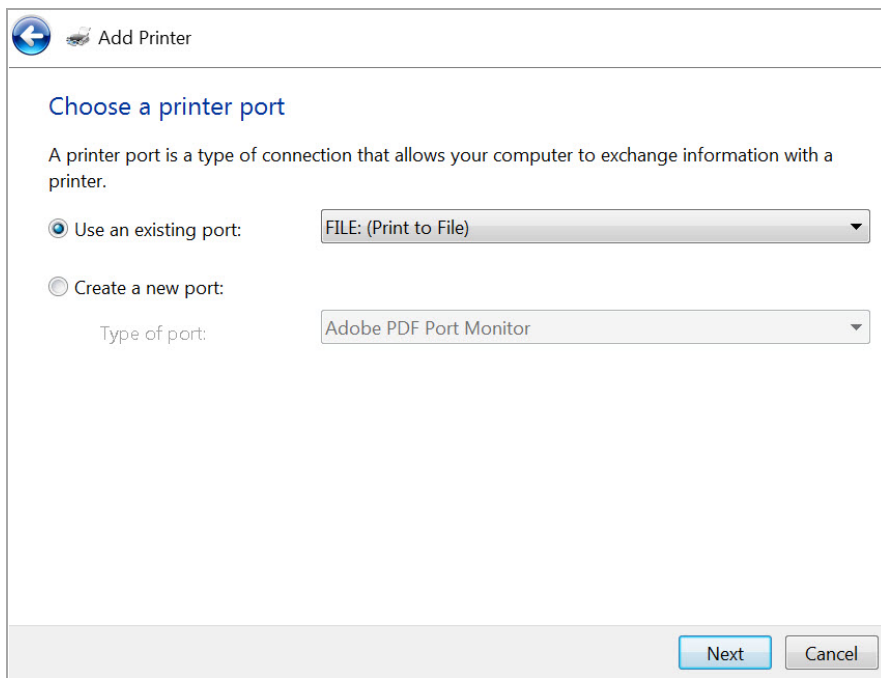 Add Printer
Choose a printer port
A printer port is a type of connection that allows your computer to exchange information with a
printer.
Use an existing port: FILE: (Print to File)
Create a new port:
Type of port: Adobe PDF Port Monitor
Next Cancel